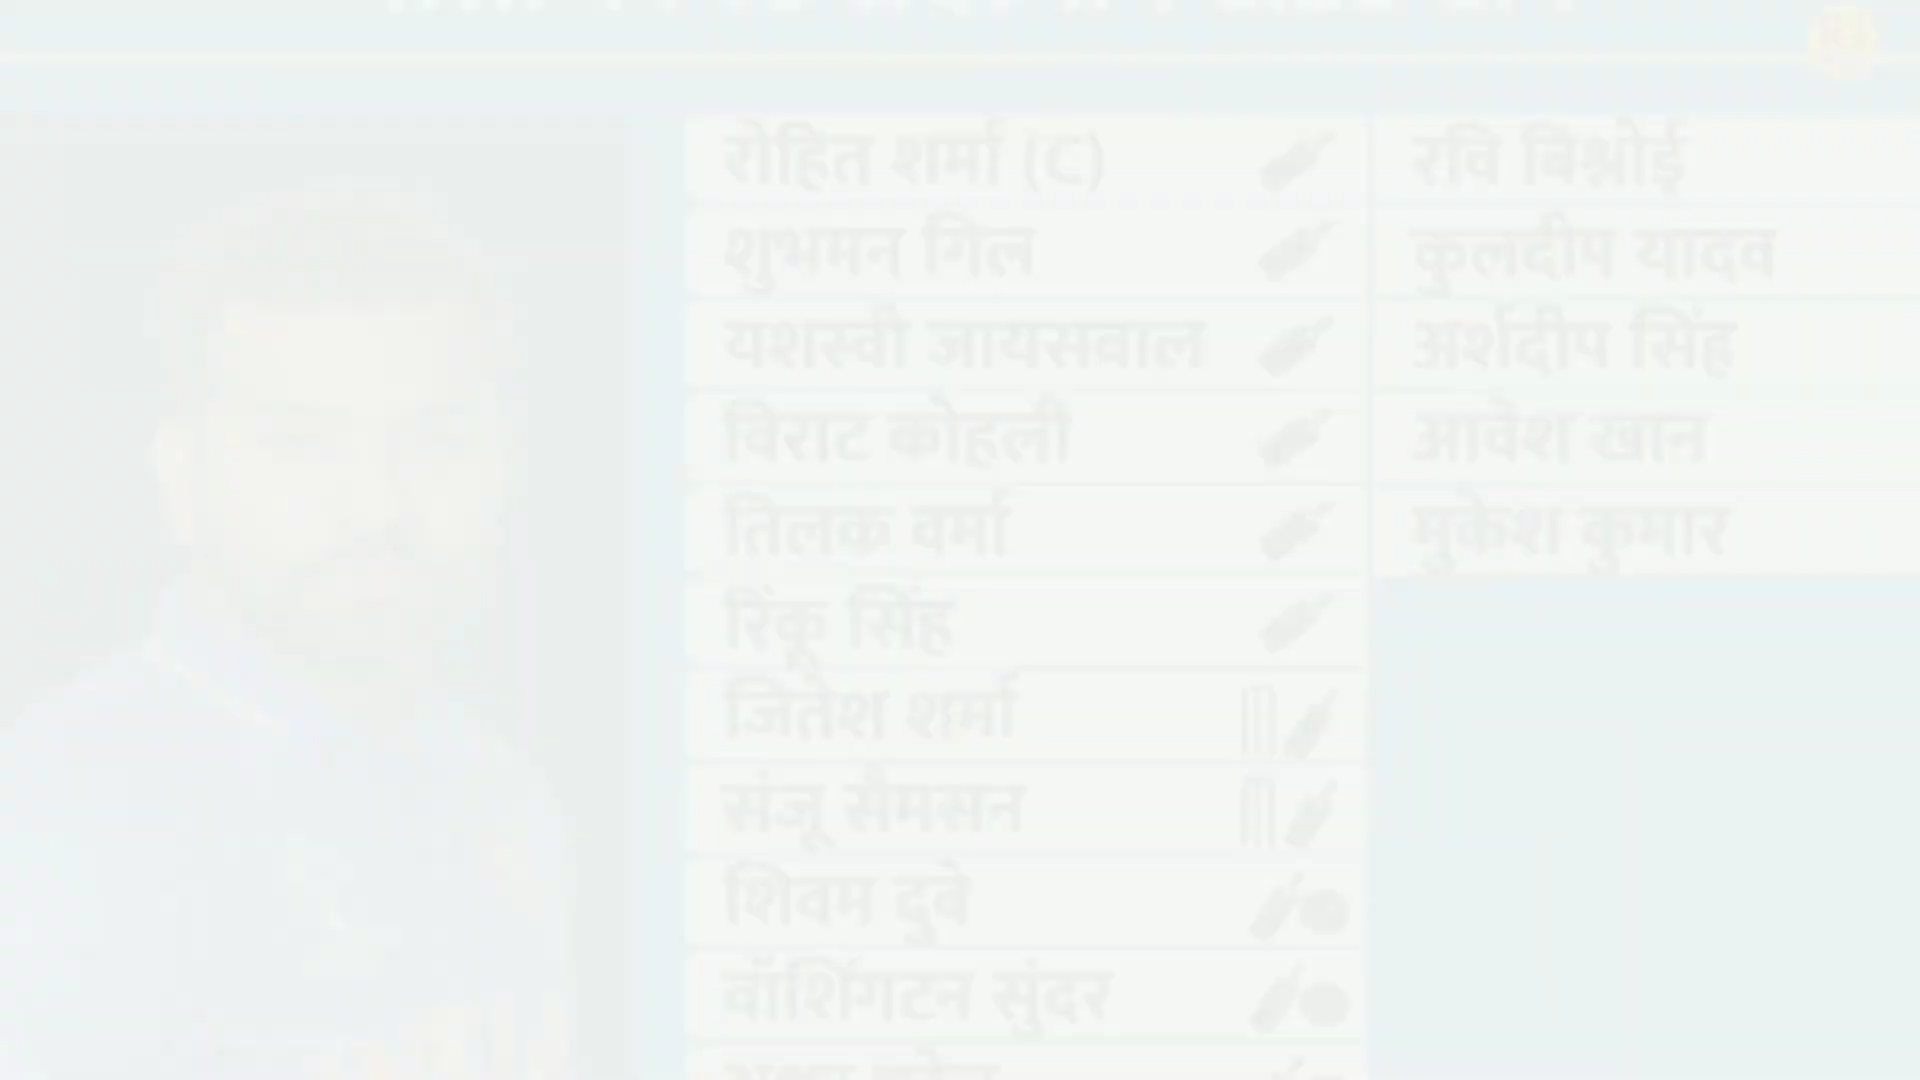 रोहित शर्मा (C)
शुभमन गिल
यशस्वी जायसवाल
विराट कोहली
तिलक वर्मा
रिंकू सिंह
जितेश शर्मा
संजू सैमसन
शिवम दुबे
वॉशिंगटन सुंदर
रवि बिश्नोई
कुलदीप यादव
अर्शदीप सिंह
आवेश खान
मुकेश कुमार